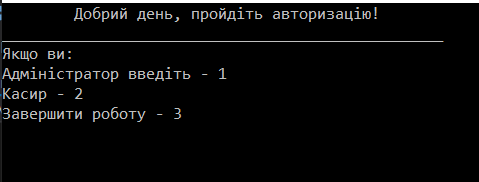 Добрий день, пройдіть авторизацію!
Якщо ви:
Адміністратор введіть - 1
Касир - 2
Завершити роботу - 3